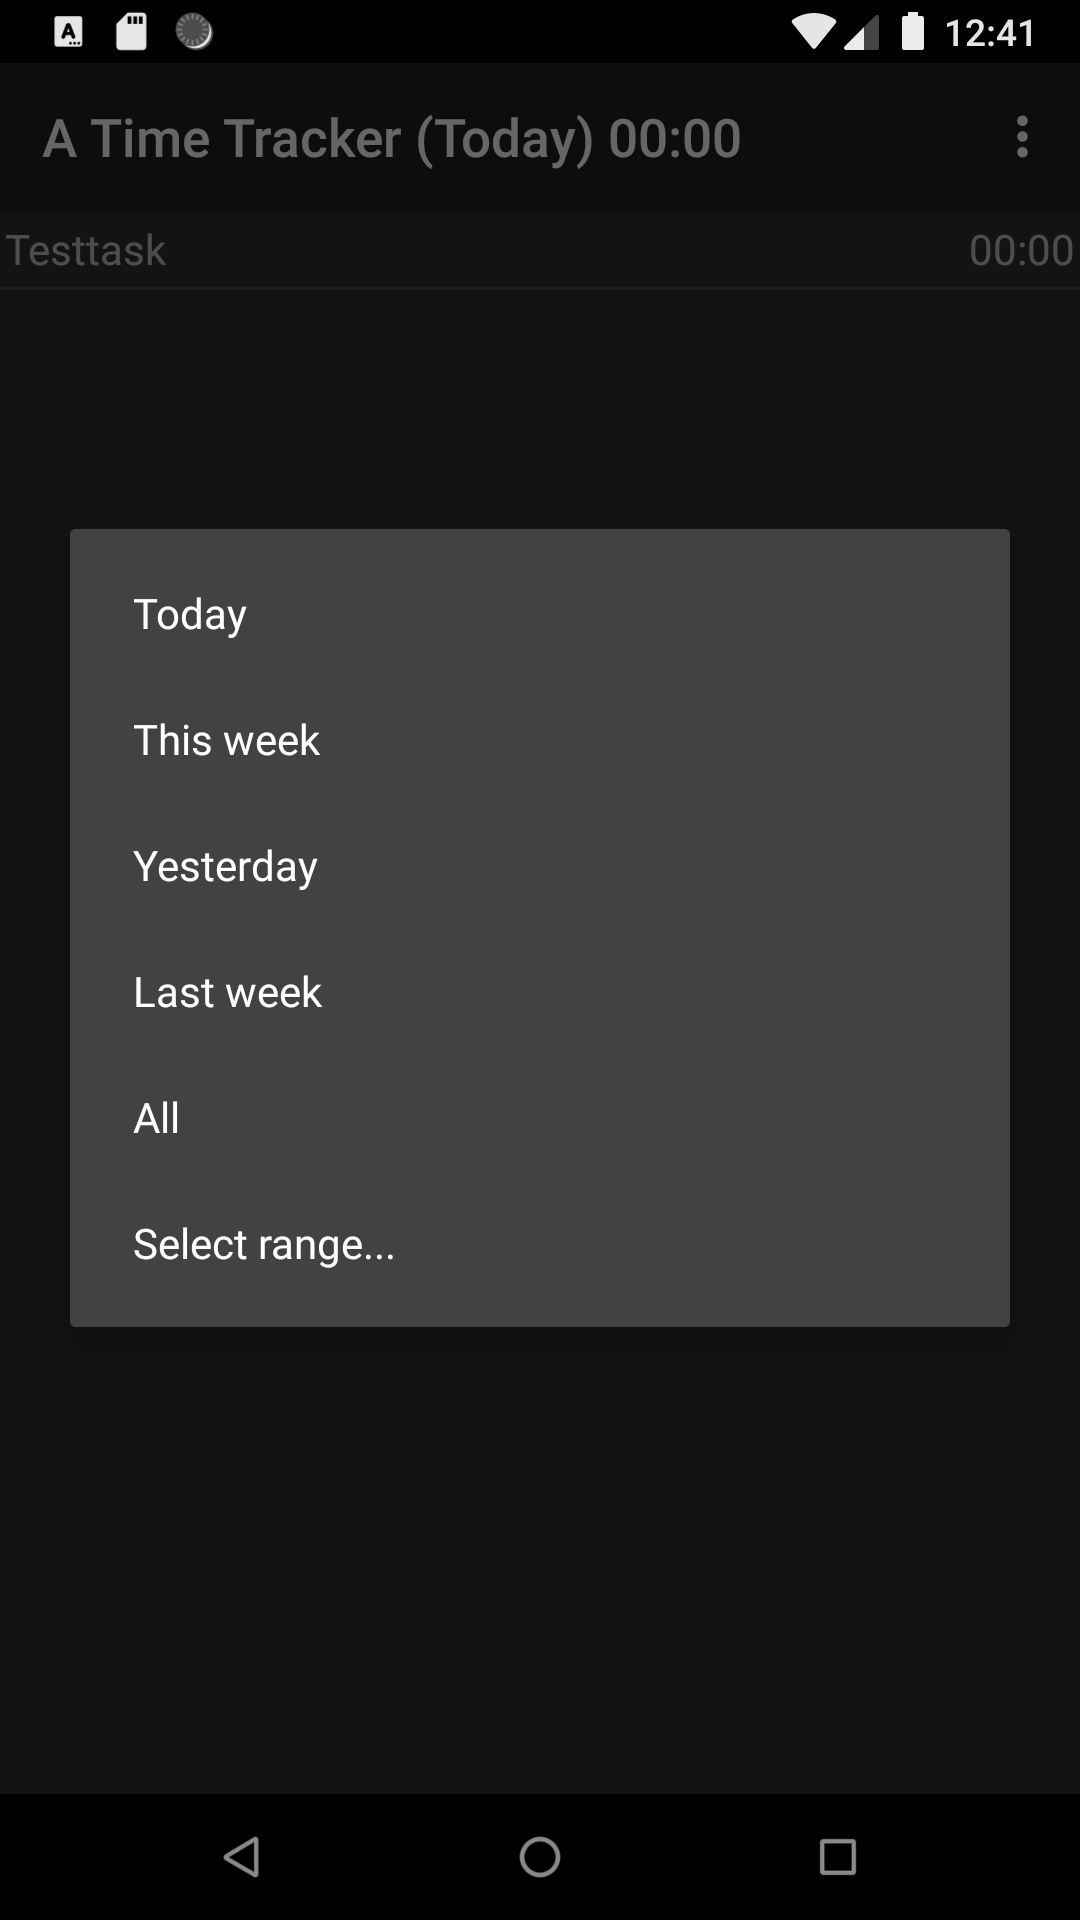 12:41
A Time Tracker (Today) 00:00
Testtask 00:00
Today
This week
Yesterday
Last week
All
Select range...